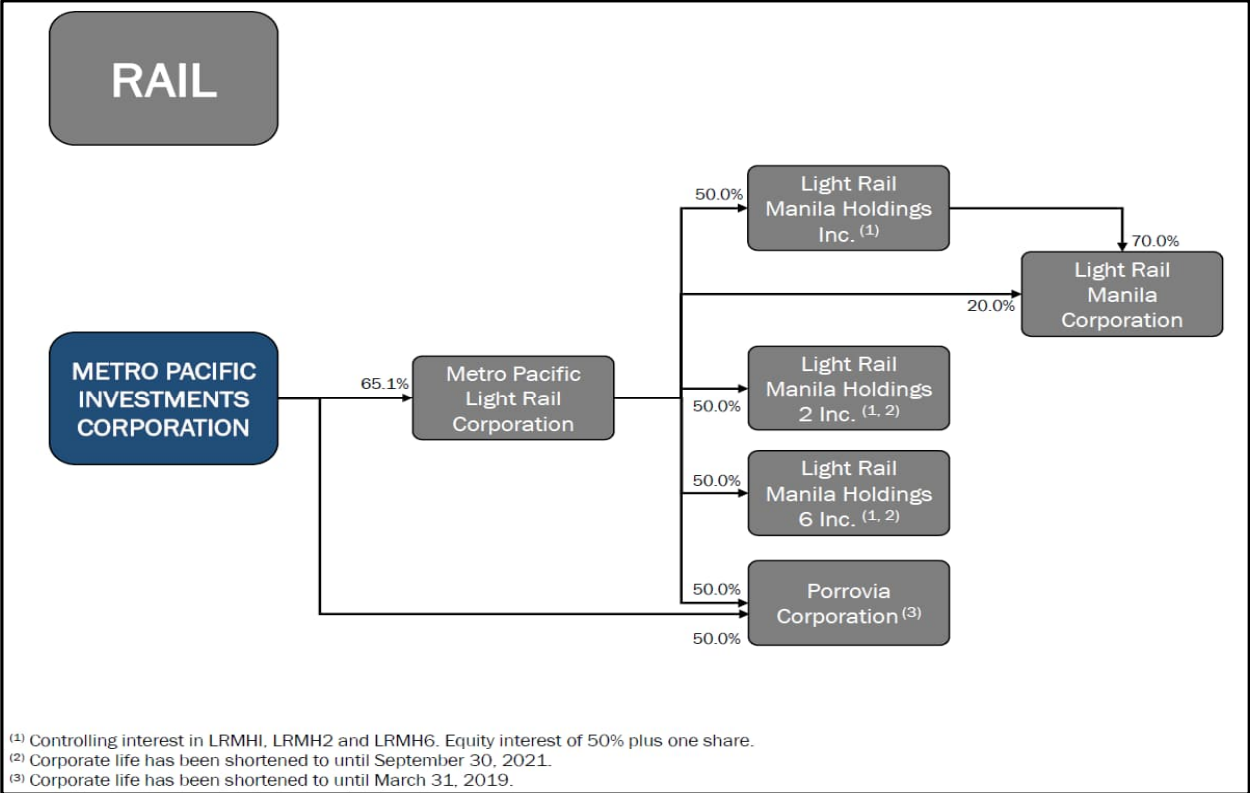 RAIL
50.0%
Light Rail
Manila Holdings
Inc. (1)
70.0%
Light Rail
Manila
Corporation
20.0%
METRO PACIFIC
INVESTMENTS
CORPORATION
65.1%
Metro Pacific
Light Rail
Corporation
50.0%
Light Rail
Manila Holdings
2 Inc. (1, 2)
50.0%
Light Rail
Manila Holdings
6 Inc. (1, 2)
50.0%
50.0%
Porrovia
Corporation (3)
(1) Controlling interest in LRMHI, LRMH2 and LRMH6. Equity interest of 50% plus one share.
(2) Corporate life has been shortened to until September 30, 2021.
(3) Corporate life has been shortened to until March 31, 2019.